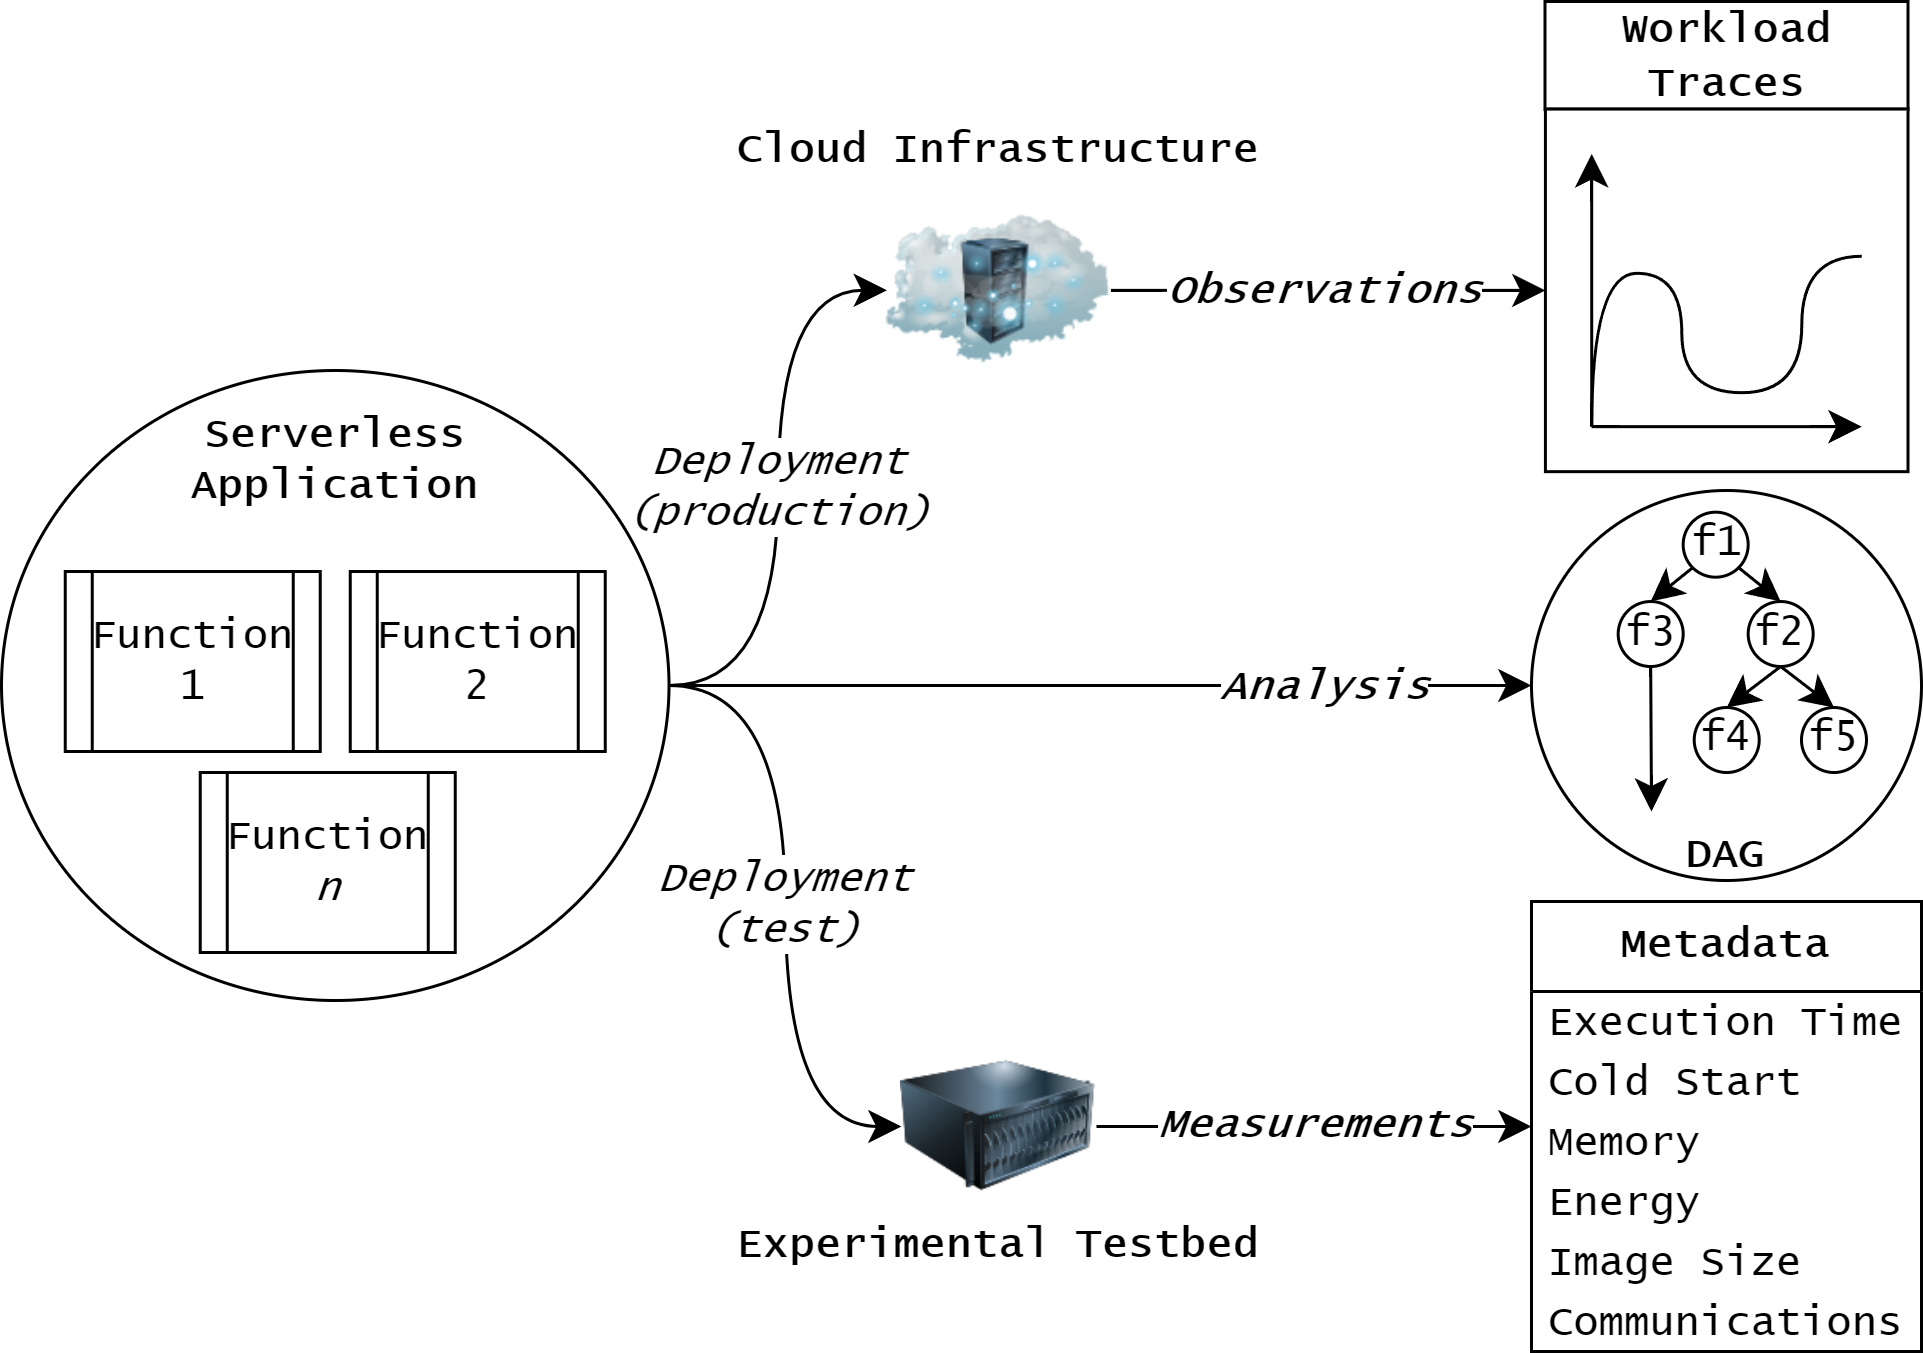 Workload
Traces
Cloud Infrastructure
Observations
Serverless
Application
Deployment
(production)
Function
1
Function
2
Function
n
Analysis
f1
f3
f2
f4
f5
DAG
Deployment
(test)
Measurements
Experimental Testbed
Metadata
Execution Time
Cold Start
Memory
Energy
Image Size
Communications